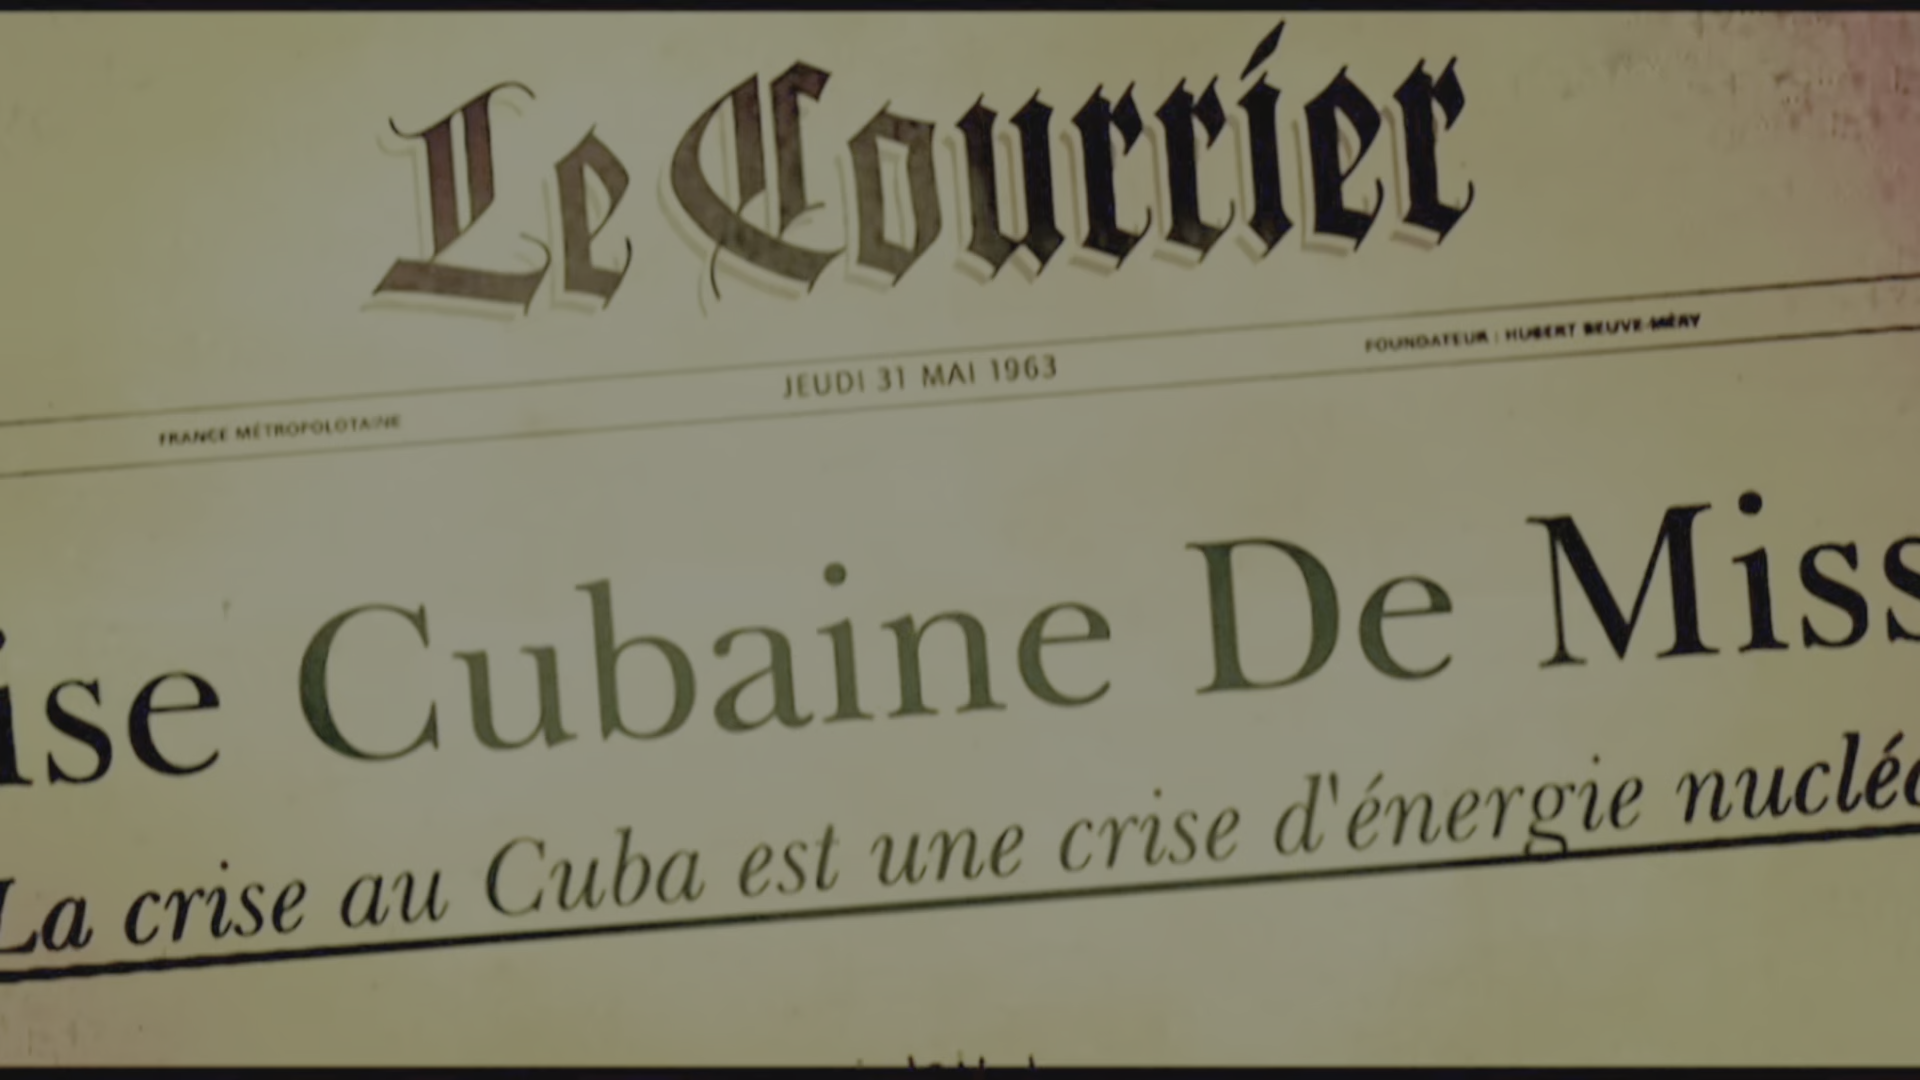 Le Courrier
FRANCE MÉTROPOLOTAINE JEUDI 31 MAI 1963 FOUNDATEUR : HUBERT BEUVE-MÉRY
ise Cubaine De Miss
La crise au Cuba est une crise d'énergie nuclé